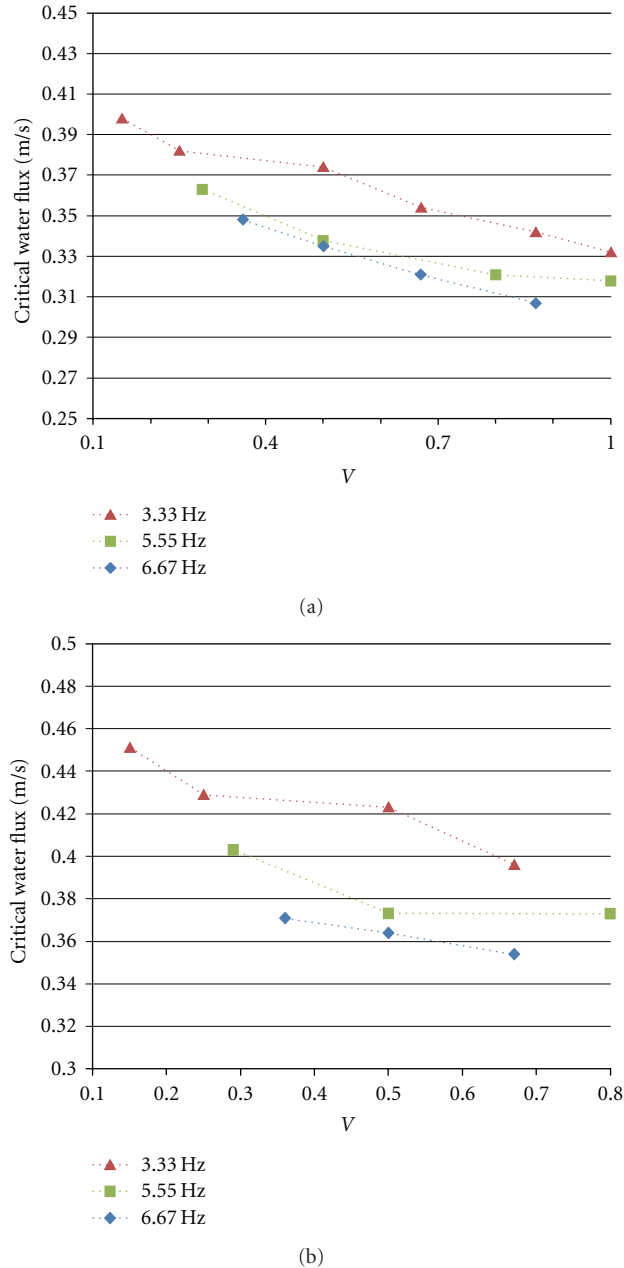 0.45
0.43
0.41
0.39
0.37
0.35
0.33
0.31
0.29
0.27
0.25
Critical water flux (m/s)
0.1 0.4 0.7 1
V
3.33 Hz
5.55 Hz
6.67 Hz
(a)
0.5
0.48
0.46
0.44
0.42
0.4
0.38
0.36
0.34
0.32
0.3
Critical water flux (m/s)
0.1 0.2 0.3 0.4 0.5 0.6 0.7 0.8
V
3.33 Hz
5.55 Hz
6.67 Hz
(b)